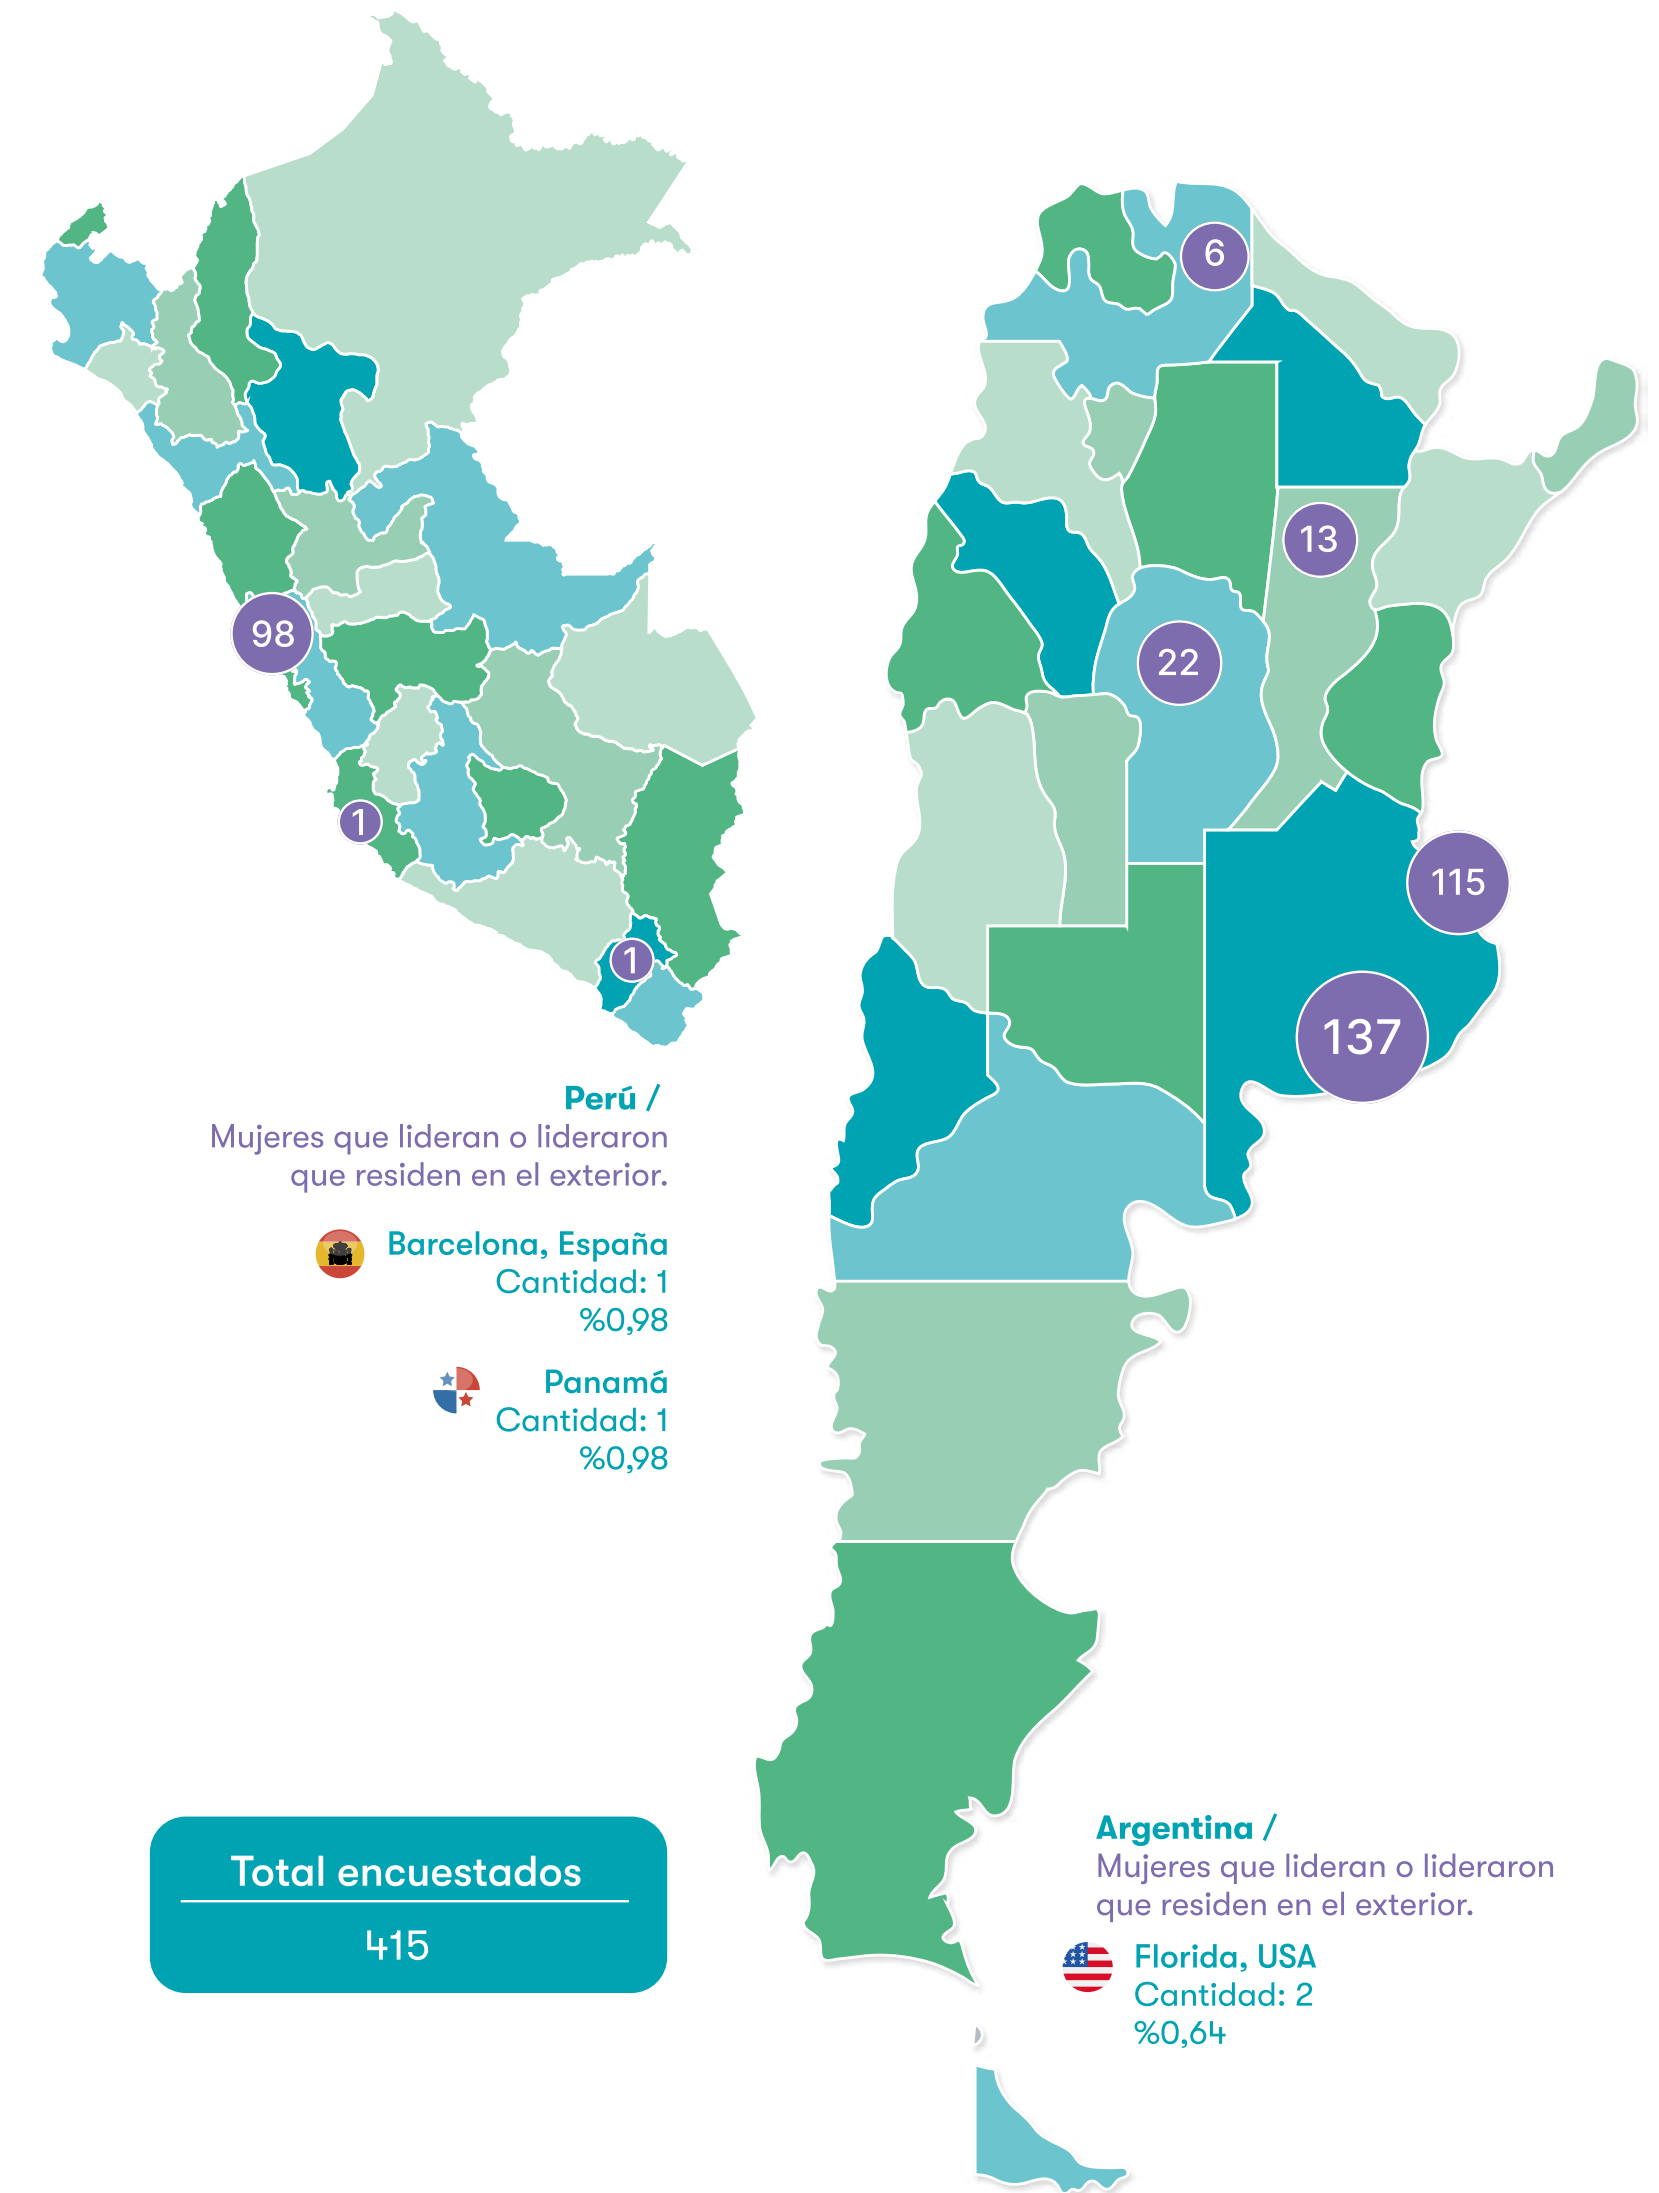 6
13
98
22
1
115
1
137
Perú /
Mujeres que lideran o lideraron
que residen en el exterior.
Barcelona, España
Cantidad: 1
%0,98
Panamá
Cantidad: 1
%0,98
Total encuestados
415
Argentina /
Mujeres que lideran o lideraron
que residen en el exterior.
Florida, USA
Cantidad: 2
%0,64